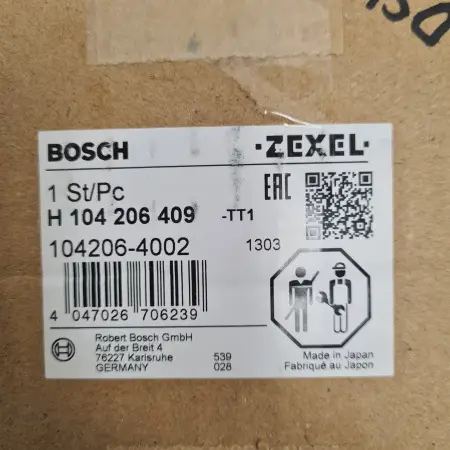 BOSCH
·ZEXEL·
1 St/Pc
EAC
H 104 206 409 -TT1
104206-4002 1303
4 047026 706239
Robert Bosch GmbH
Auf der Breit 4
76227 Karlsruhe 539
GERMANY 028
Made in Japan
Fabriqué au Japan